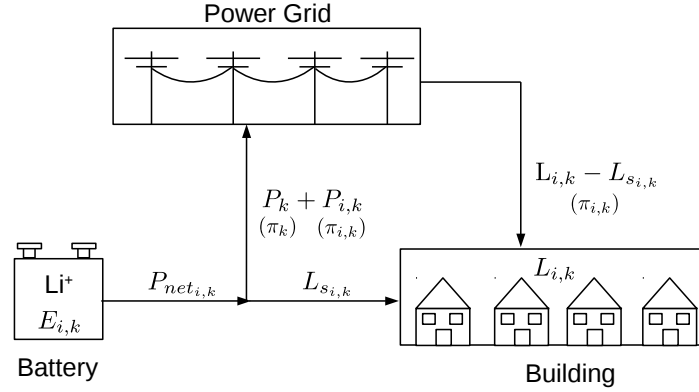 Power Grid
P_k + P_{i,k}
(π_k) (π_{i,k})
L_{i,k} − L_{s_{i,k}}
(π_{i,k})
L_{i,k}
Li⁺
E_{i,k}
P_{net_{i,k}}
L_{s_{i,k}}
Battery
Building